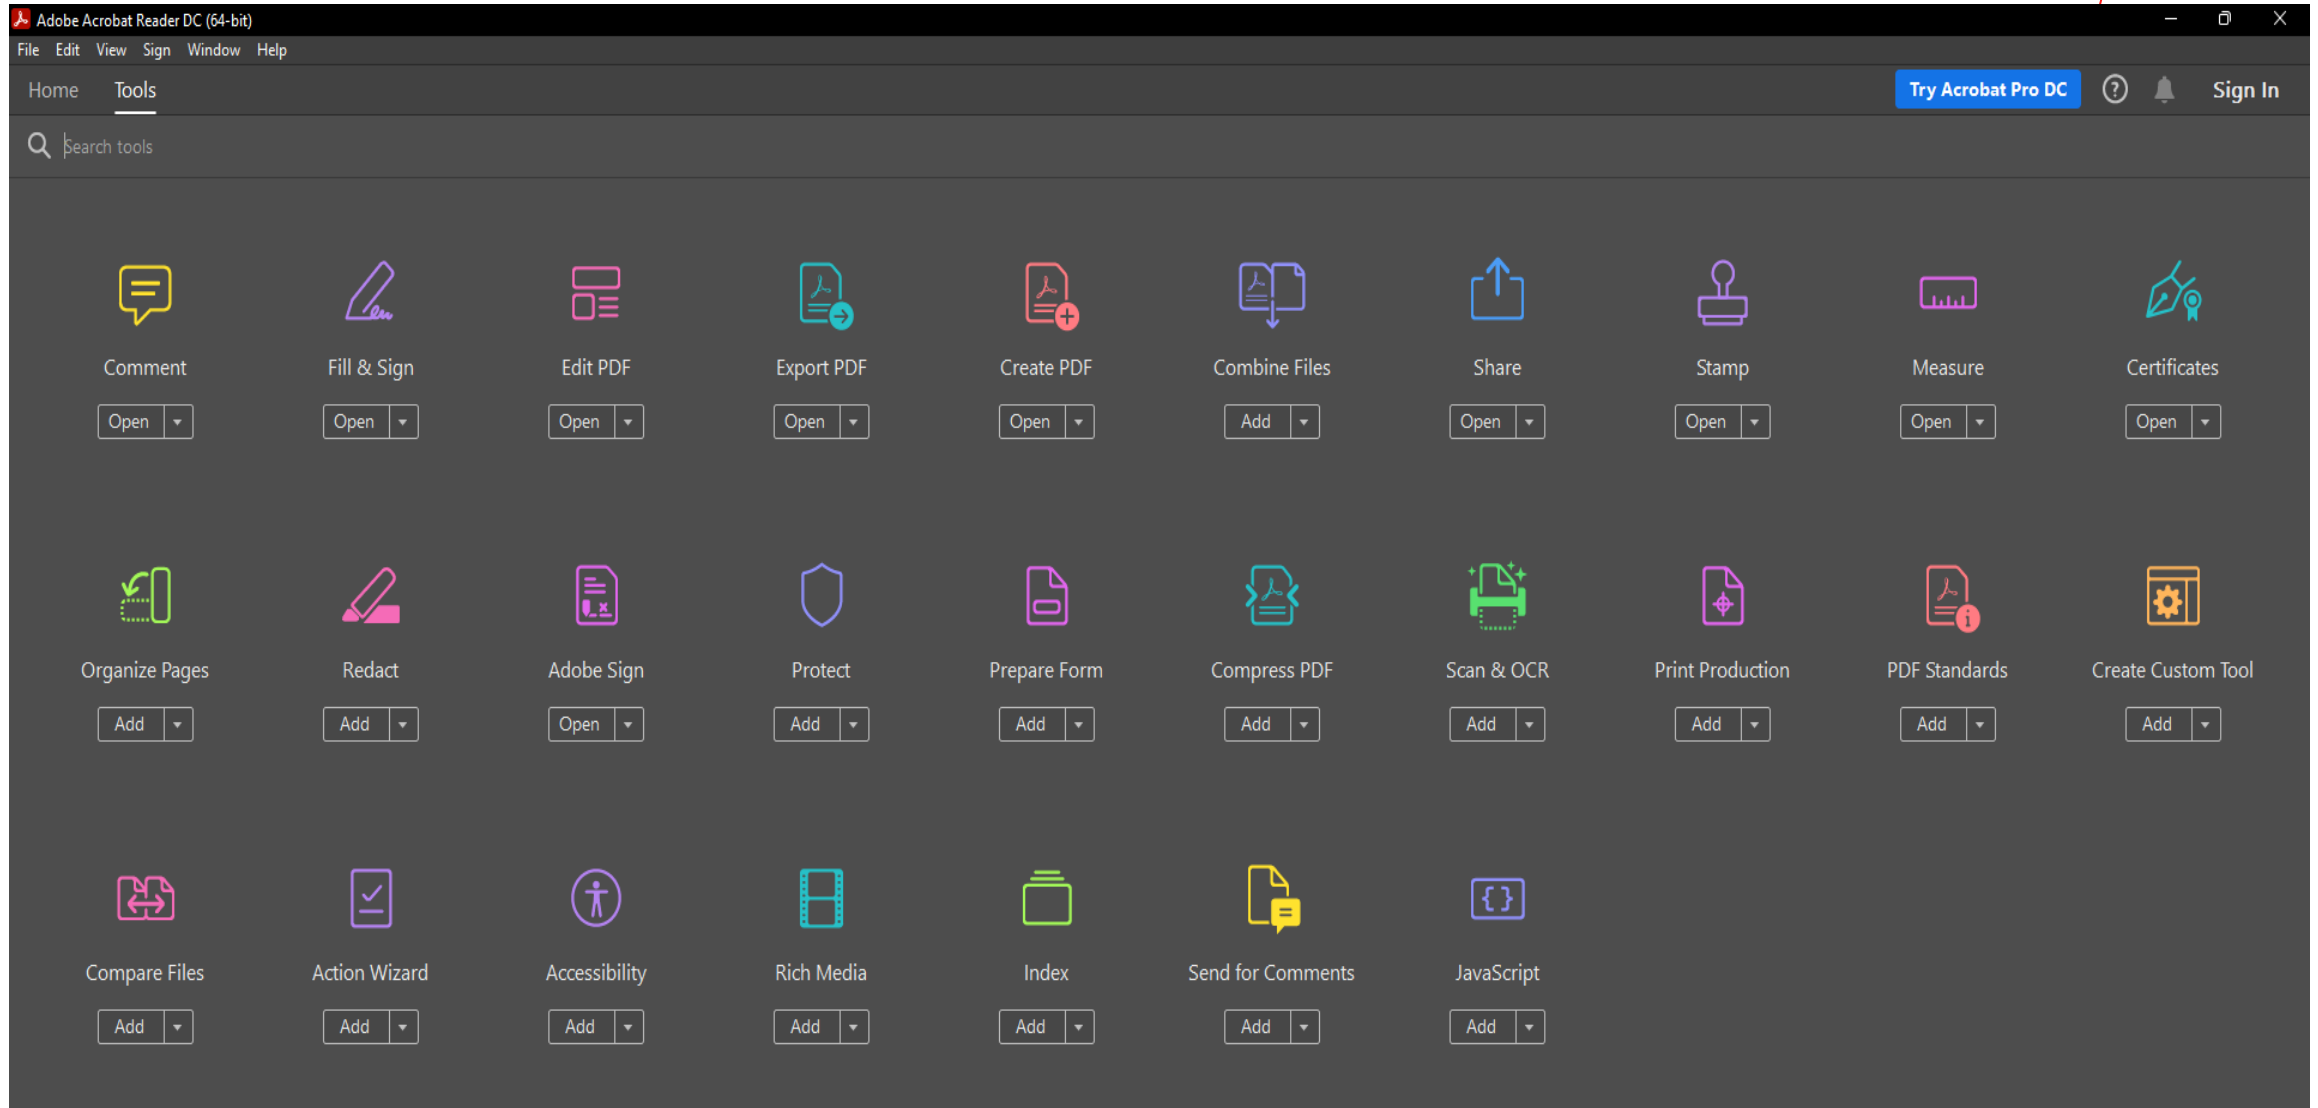 Adobe Acrobat Reader DC (64-bit)
File Edit View Sign Window Help
Home Tools Try Acrobat Pro DC Sign In
Search tools
Comment Fill & Sign Edit PDF Export PDF Create PDF Combine Files Share Stamp Measure Certificates
Open Open Open Open Open Add Open Open Open Open
Organize Pages Redact Adobe Sign Protect Prepare Form Compress PDF Scan & OCR Print Production PDF Standards Create Custom Tool
Add Add Open Add Add Add Add Add Add Add
Compare Files Action Wizard Accessibility Rich Media Index Send for Comments JavaScript
Add Add Add Add Add Add Add